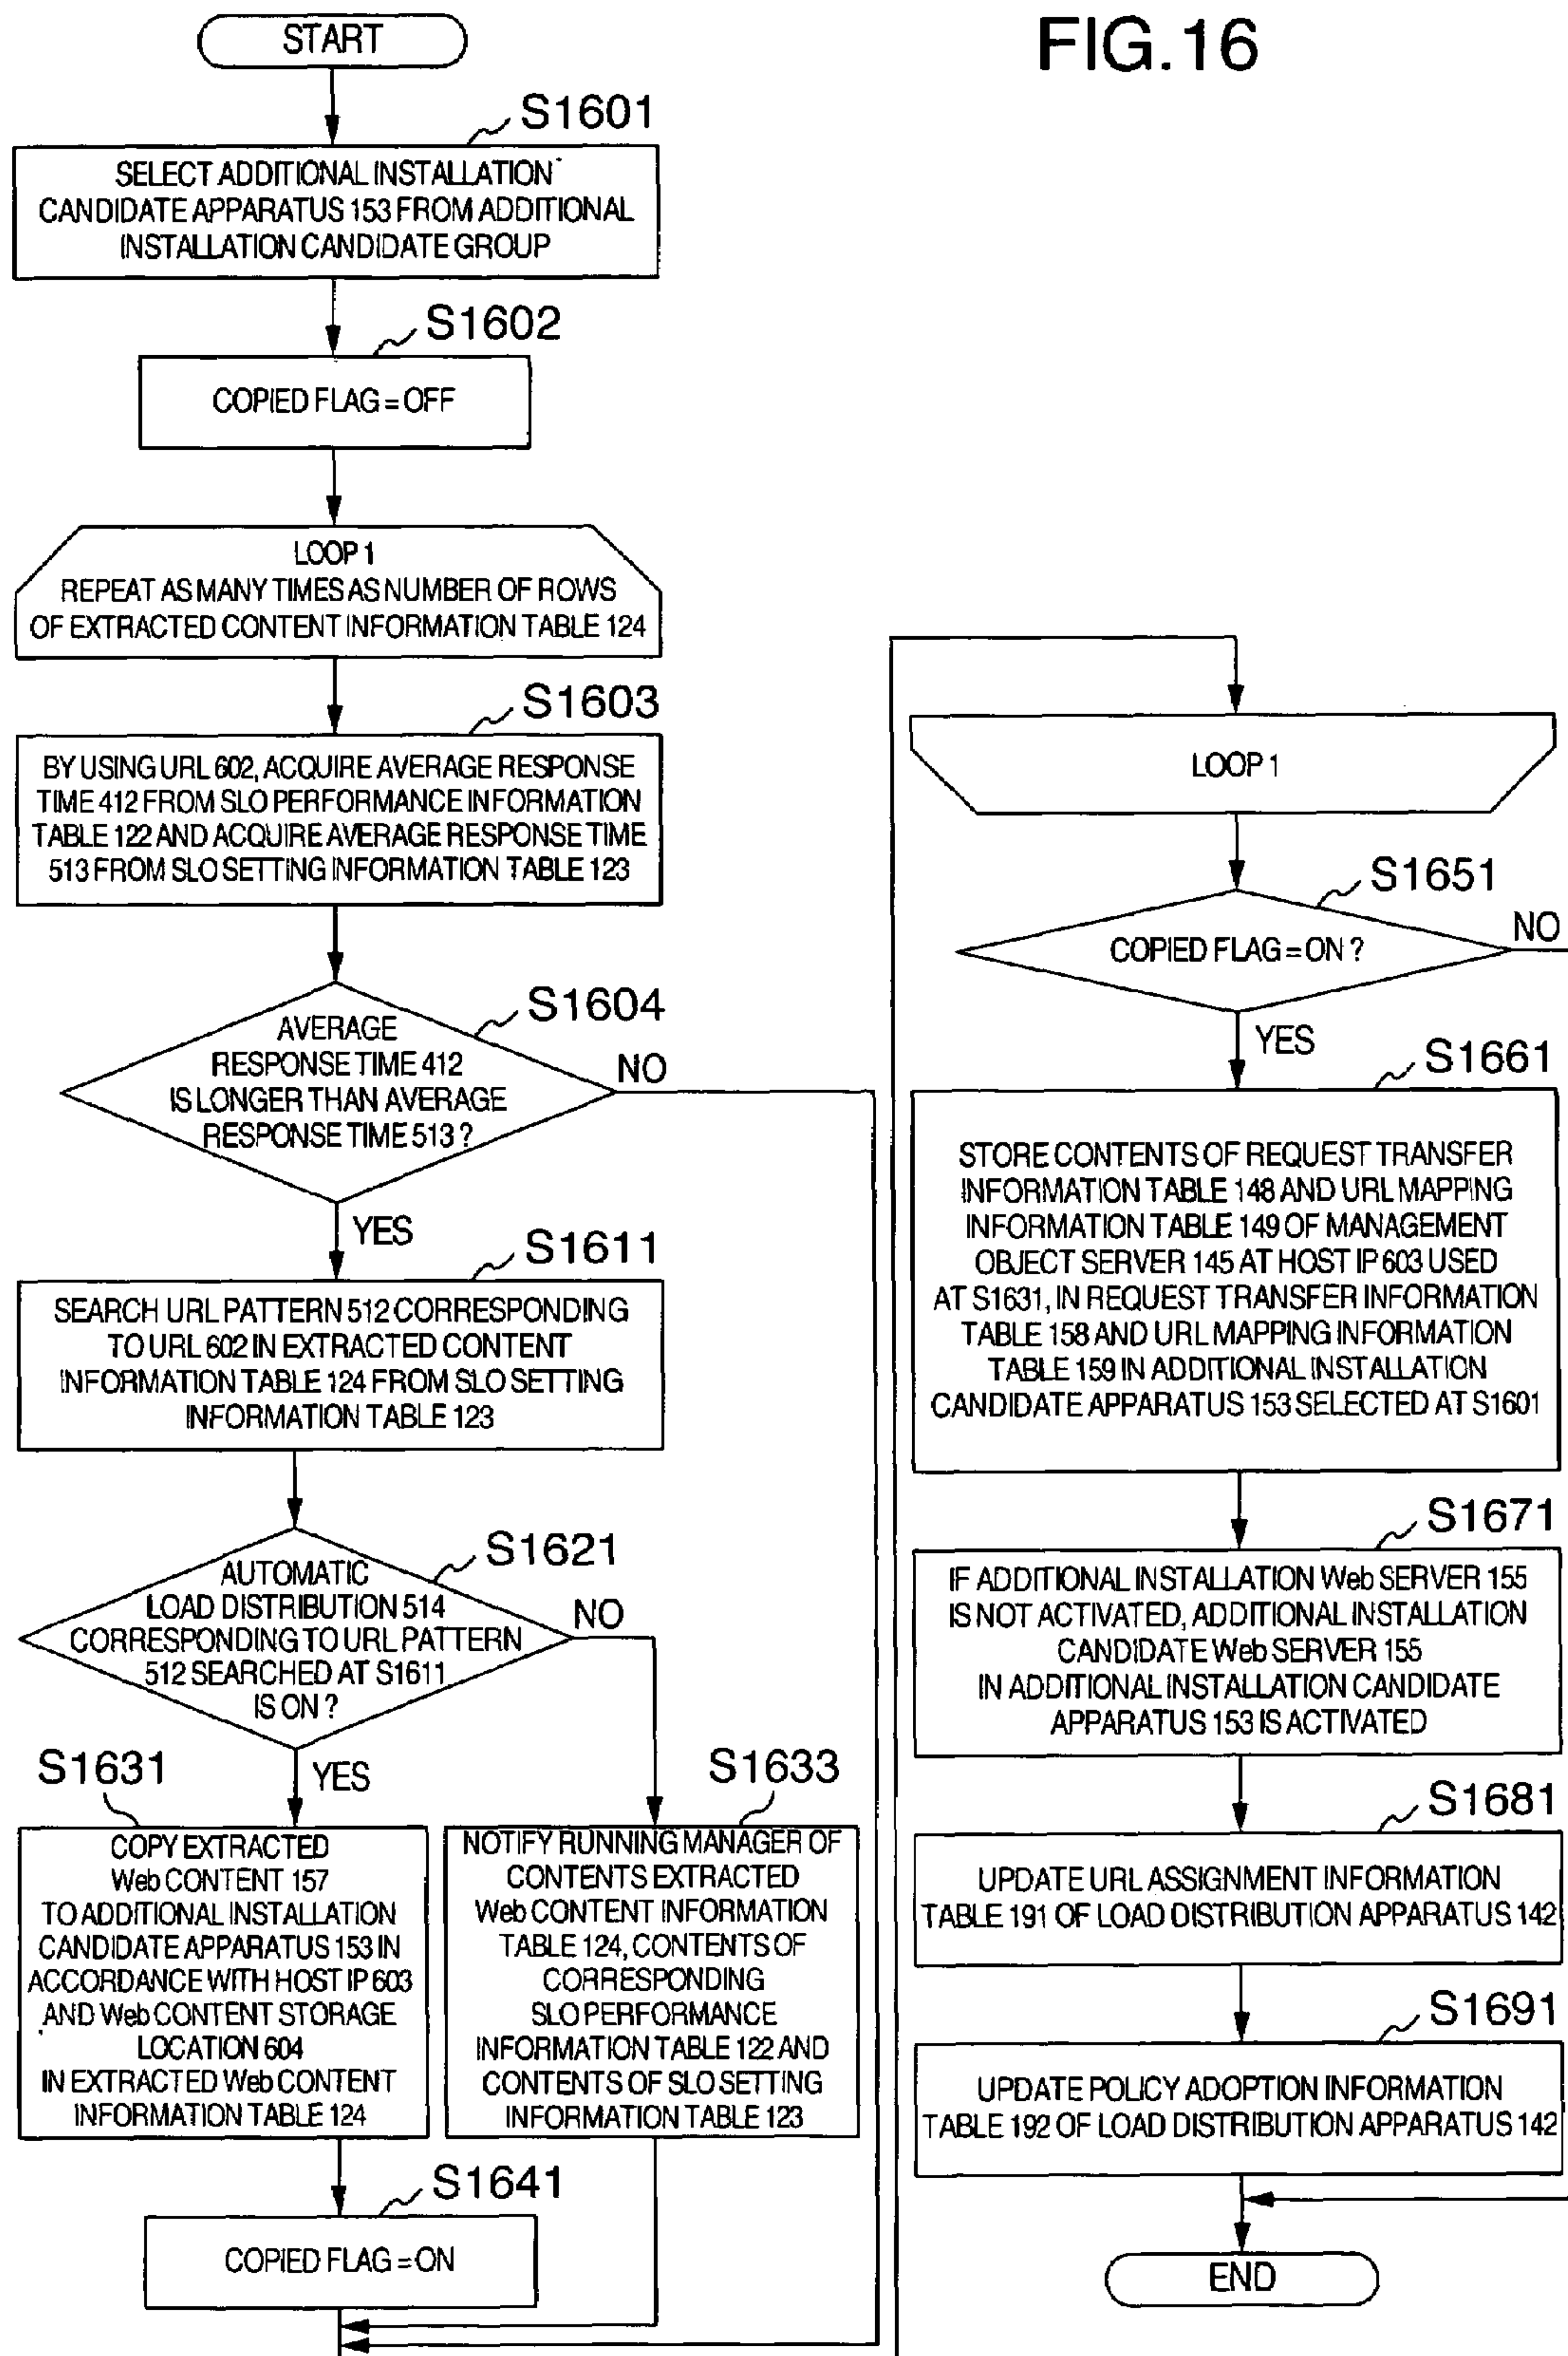 FIG.16
START
S1601
SELECT ADDITIONAL INSTALLATION
CANDIDATE APPARATUS 153 FROM ADDITIONAL
INSTALLATION CANDIDATE GROUP
S1602
COPIED FLAG = OFF
LOOP 1
REPEAT AS MANY TIMES AS NUMBER OF ROWS
OF EXTRACTED CONTENT INFORMATION TABLE 124
S1603
BY USING URL 602, ACQUIRE AVERAGE RESPONSE
TIME 412 FROM SLO PERFORMANCE INFORMATION
TABLE 122 AND ACQUIRE AVERAGE RESPONSE TIME
513 FROM SLO SETTING INFORMATION TABLE 123
S1604
AVERAGE
RESPONSE TIME 412
IS LONGER THAN AVERAGE
RESPONSE TIME 513 ?
NO
YES
S1611
SEARCH URL PATTERN 512 CORRESPONDING
TO URL 602 IN EXTRACTED CONTENT
INFORMATION TABLE 124 FROM SLO SETTING
INFORMATION TABLE 123
S1621
AUTOMATIC
LOAD DISTRIBUTION 514
CORRESPONDING TO URL PATTERN
512 SEARCHED AT S1611
IS ON ?
NO
YES
S1631
COPY EXTRACTED
Web CONTENT 157
TO ADDITIONAL INSTALLATION
CANDIDATE APPARATUS 153 IN
ACCORDANCE WITH HOST IP 603
AND Web CONTENT STORAGE
LOCATION 604
IN EXTRACTED Web CONTENT
INFORMATION TABLE 124
S1633
NOTIFY RUNNING MANAGER OF
CONTENTS EXTRACTED
Web CONTENT INFORMATION
TABLE 124, CONTENTS OF
CORRESPONDING
SLO PERFORMANCE
INFORMATION TABLE 122 AND
CONTENTS OF SLO SETTING
INFORMATION TABLE 123
S1641
COPIED FLAG = ON
LOOP 1
S1651
COPIED FLAG = ON ?
NO
YES
S1661
STORE CONTENTS OF REQUEST TRANSFER
INFORMATION TABLE 148 AND URL MAPPING
INFORMATION TABLE 149 OF MANAGEMENT
OBJECT SERVER 145 AT HOST IP 603 USED
AT S1631, IN REQUEST TRANSFER INFORMATION
TABLE 158 AND URL MAPPING INFORMATION
TABLE 159 IN ADDITIONAL INSTALLATION
CANDIDATE APPARATUS 153 SELECTED AT S1601
S1671
IF ADDITIONAL INSTALLATION Web SERVER 155
IS NOT ACTIVATED, ADDITIONAL INSTALLATION
CANDIDATE Web SERVER 155
IN ADDITIONAL INSTALLATION CANDIDATE
APPARATUS 153 IS ACTIVATED
S1681
UPDATE URL ASSIGNMENT INFORMATION
TABLE 191 OF LOAD DISTRIBUTION APPARATUS 142
S1691
UPDATE POLICY ADOPTION INFORMATION
TABLE 192 OF LOAD DISTRIBUTION APPARATUS 142
END